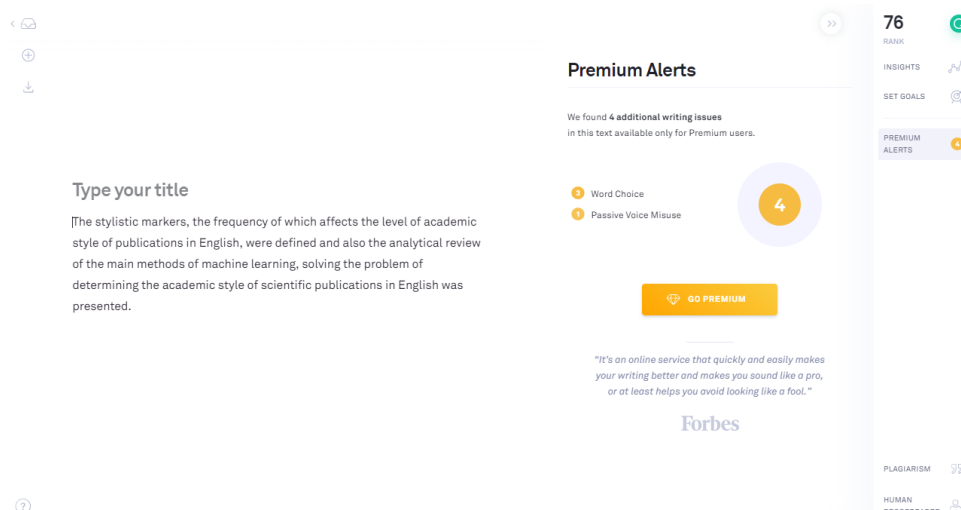 Type your title
The stylistic markers, the frequency of which affects the level of academic
style of publications in English, were defined and also the analytical review
of the main methods of machine learning, solving the problem of
determining the academic style of scientific publications in English was
presented.
Premium Alerts
We found 4 additional writing issues
in this text available only for Premium users.
3 Word Choice
1 Passive Voice Misuse
4
GO PREMIUM
“It’s an online service that quickly and easily makes
your writing better and makes you sound like a pro,
or at least helps you avoid looking like a fool.”
Forbes
76
RANK
INSIGHTS
SET GOALS
PREMIUM
ALERTS
4
PLAGIARISM
HUMAN